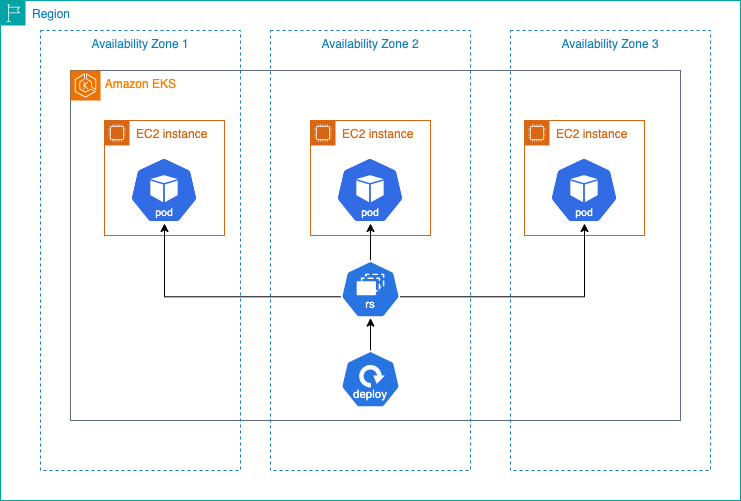 Region
Availability Zone 1
Availability Zone 2
Availability Zone 3
K
Amazon EKS
EC2 instance
EC2 instance
EC2 instance
pod
pod
pod
rs
deploy